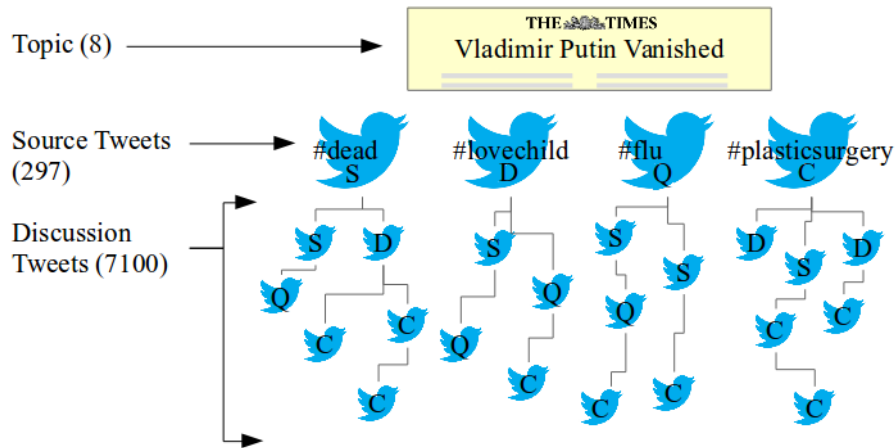 THE TIMES
Topic (8)
Vladimir Putin Vanished
Source Tweets
(297)
#dead
S
#lovechild
D
#flu
Q
#plasticsurgery
C
Discussion
Tweets (7100)
S
D
S
S
D
D
Q
Q
S
S
C
C
Q
Q
C
C
C
C
C
C
C